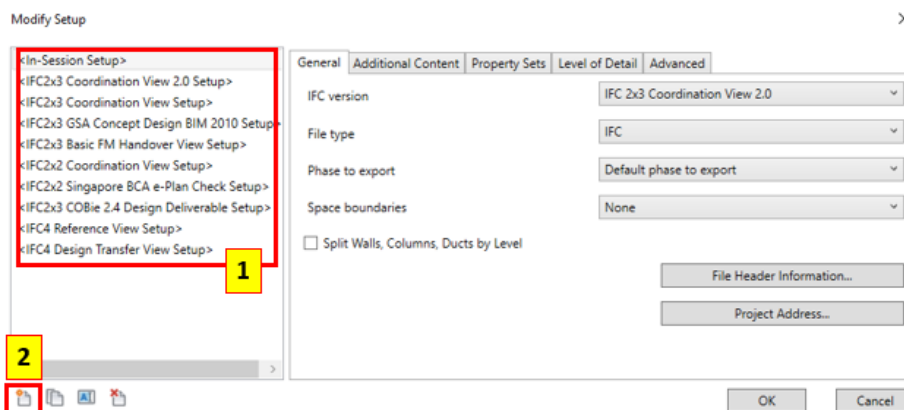 Modify Setup
<In-Session Setup>
<IFC2x3 Coordination View 2.0 Setup>
<IFC2x3 Coordination View Setup>
<IFC2x3 GSA Concept Design BIM 2010 Setup>
<IFC2x3 Basic FM Handover View Setup>
<IFC2x2 Coordination View Setup>
<IFC2x2 Singapore BCA e-Plan Check Setup>
<IFC2x3 COBie 2.4 Design Deliverable Setup>
<IFC4 Reference View Setup>
<IFC4 Design Transfer View Setup>
1
2
General Additional Content Property Sets Level of Detail Advanced
IFC version IFC 2x3 Coordination View 2.0
File type IFC
Phase to export Default phase to export
Space boundaries None
Split Walls, Columns, Ducts by Level
File Header Information...
Project Address...
OK Cancel